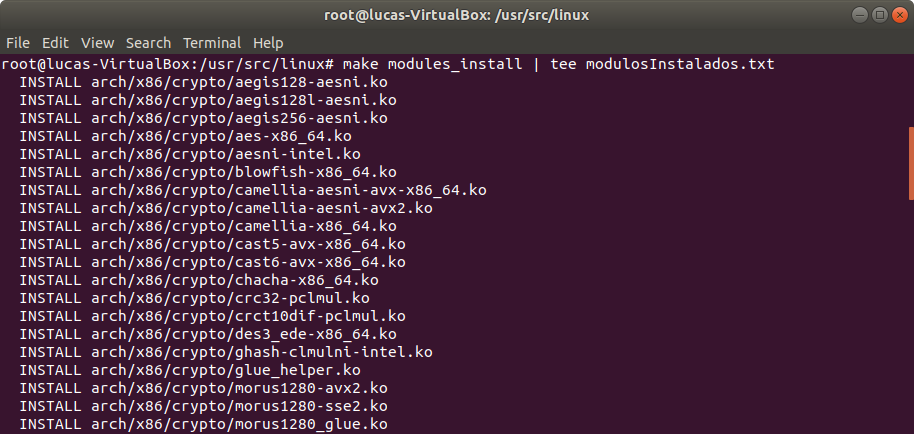 root@lucas-VirtualBox: /usr/src/linux
File Edit View Search Terminal Help
root@lucas-VirtualBox:/usr/src/linux# make modules_install | tee modulosInstalados.txt
  INSTALL arch/x86/crypto/aegis128-aesni.ko
  INSTALL arch/x86/crypto/aegis128l-aesni.ko
  INSTALL arch/x86/crypto/aegis256-aesni.ko
  INSTALL arch/x86/crypto/aes-x86_64.ko
  INSTALL arch/x86/crypto/aesni-intel.ko
  INSTALL arch/x86/crypto/blowfish-x86_64.ko
  INSTALL arch/x86/crypto/camellia-aesni-avx-x86_64.ko
  INSTALL arch/x86/crypto/camellia-aesni-avx2.ko
  INSTALL arch/x86/crypto/camellia-x86_64.ko
  INSTALL arch/x86/crypto/cast5-avx-x86_64.ko
  INSTALL arch/x86/crypto/cast6-avx-x86_64.ko
  INSTALL arch/x86/crypto/chacha-x86_64.ko
  INSTALL arch/x86/crypto/crc32-pclmul.ko
  INSTALL arch/x86/crypto/crct10dif-pclmul.ko
  INSTALL arch/x86/crypto/des3_ede-x86_64.ko
  INSTALL arch/x86/crypto/ghash-clmulni-intel.ko
  INSTALL arch/x86/crypto/glue_helper.ko
  INSTALL arch/x86/crypto/morus1280-avx2.ko
  INSTALL arch/x86/crypto/morus1280-sse2.ko
  INSTALL arch/x86/crypto/morus1280_glue.ko